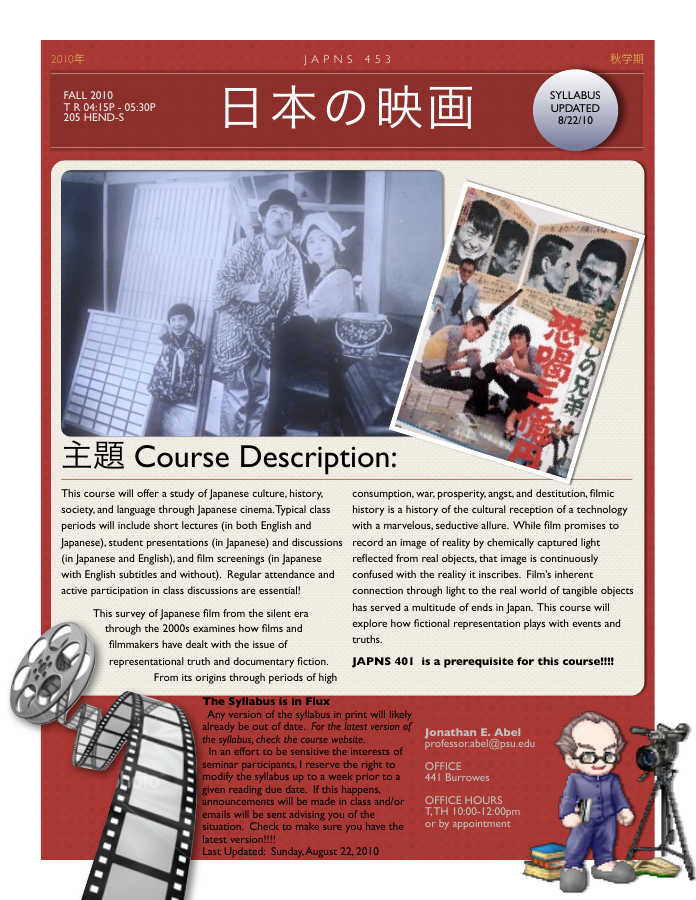 2010年
JAPNS 453
秋学期
FALL 2010
T R 04:15P - 05:30P
205 HEND-S
日本の映画
SYLLABUS
UPDATED
8/22/10
の兄弟
恐喝三億円
主題 Course Description:
This course will offer a study of Japanese culture, history,
society, and language through Japanese cinema. Typical class
periods will include short lectures (in both English and
Japanese), student presentations (in Japanese) and discussions
(in Japanese and English), and film screenings (in Japanese
with English subtitles and without). Regular attendance and
active participation in class discussions are essential!
This survey of Japanese film from the silent era
through the 2000s examines how films and
filmmakers have dealt with the issue of
representational truth and documentary fiction.
From its origins through periods of high
consumption, war, prosperity, angst, and destitution, filmic
history is a history of the cultural reception of a technology
with a marvelous, seductive allure. While film promises to
record an image of reality by chemically captured light
reflected from real objects, that image is continuously
confused with the reality it inscribes. Film's inherent
connection through light to the real world of tangible objects
has served a multitude of ends in Japan. This course will
explore how fictional representation plays with events and
truths.
JAPNS 401 is a prerequisite for this course!!!!
The Syllabus is in Flux
Any version of the syllabus in print will likely
already be out of date. For the latest version of
the syllabus, check the course website.
In an effort to be sensitive the interests of
seminar participants, I reserve the right to
modify the syllabus up to a week prior to a
given reading due date. If this happens,
announcements will be made in class and/or
emails will be sent advising you of the
situation. Check to make sure you have the
latest version!!!!
Last Updated: Sunday, August 22, 2010
Jonathan E. Abel
professor.abel@psu.edu
OFFICE
441 Burrowes
OFFICE HOURS
T, TH 10:00-12:00pm
or by appointment